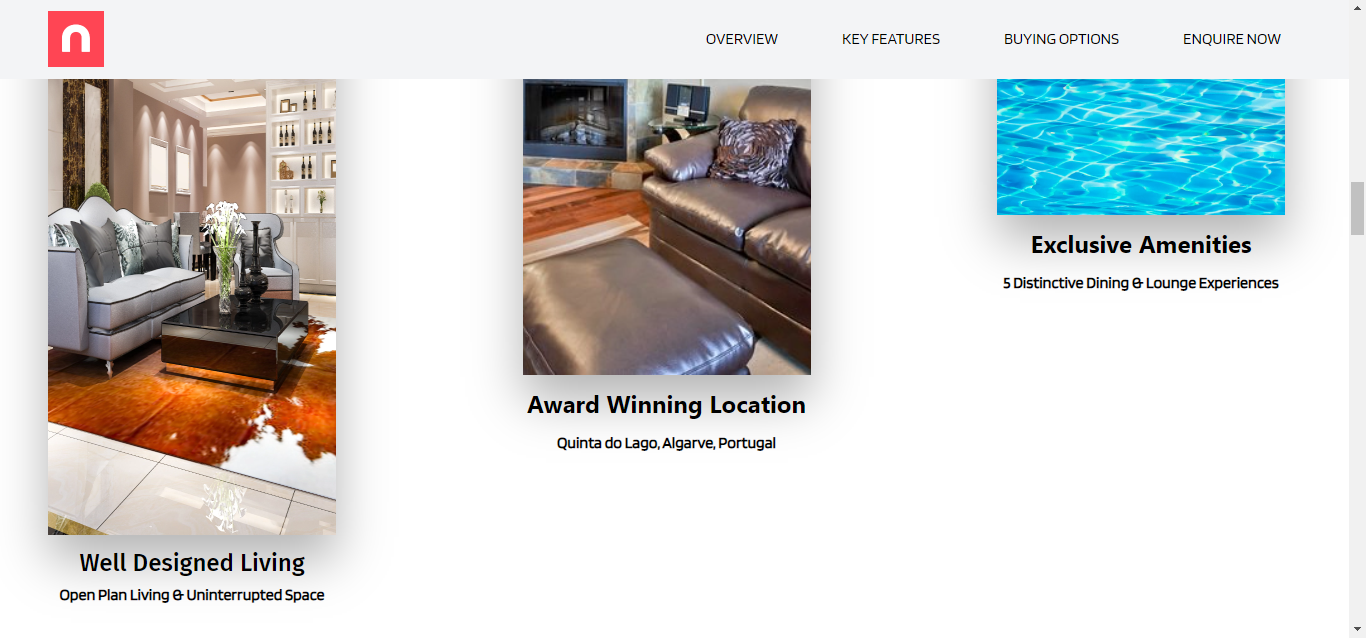 n
OVERVIEW
KEY FEATURES
BUYING OPTIONS
ENQUIRE NOW
Exclusive Amenities
5 Distinctive Dining & Lounge Experiences
Award Winning Location
Quinta do Lago, Algarve, Portugal
Well Designed Living
Open Plan Living & Uninterrupted Space